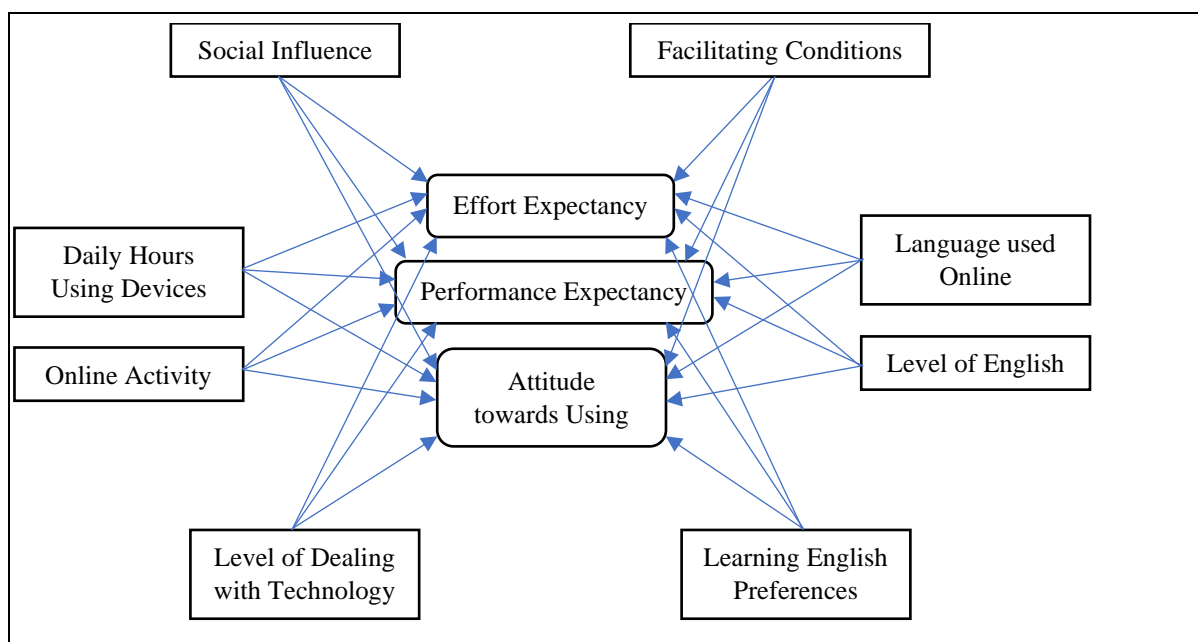 Social Influence
Facilitating Conditions
Effort Expectancy
Daily Hours
Using Devices
Language used
Online
Performance Expectancy
Online Activity
Attitude
towards Using
Level of English
Level of Dealing
with Technology
Learning English
Preferences